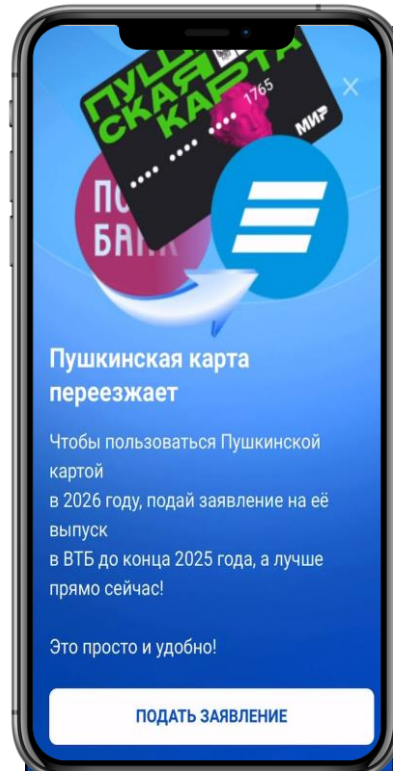 ПУШКИН
СКАЯ
КАРТА
1765
МИР
ПО
БАНК
Пушкинская карта
переезжает
Чтобы пользоваться Пушкинской
картой
в 2026 году, подай заявление на её
выпуск
в ВТБ до конца 2025 года, а лучше
прямо сейчас!
Это просто и удобно!
ПОДАТЬ ЗАЯВЛЕНИЕ